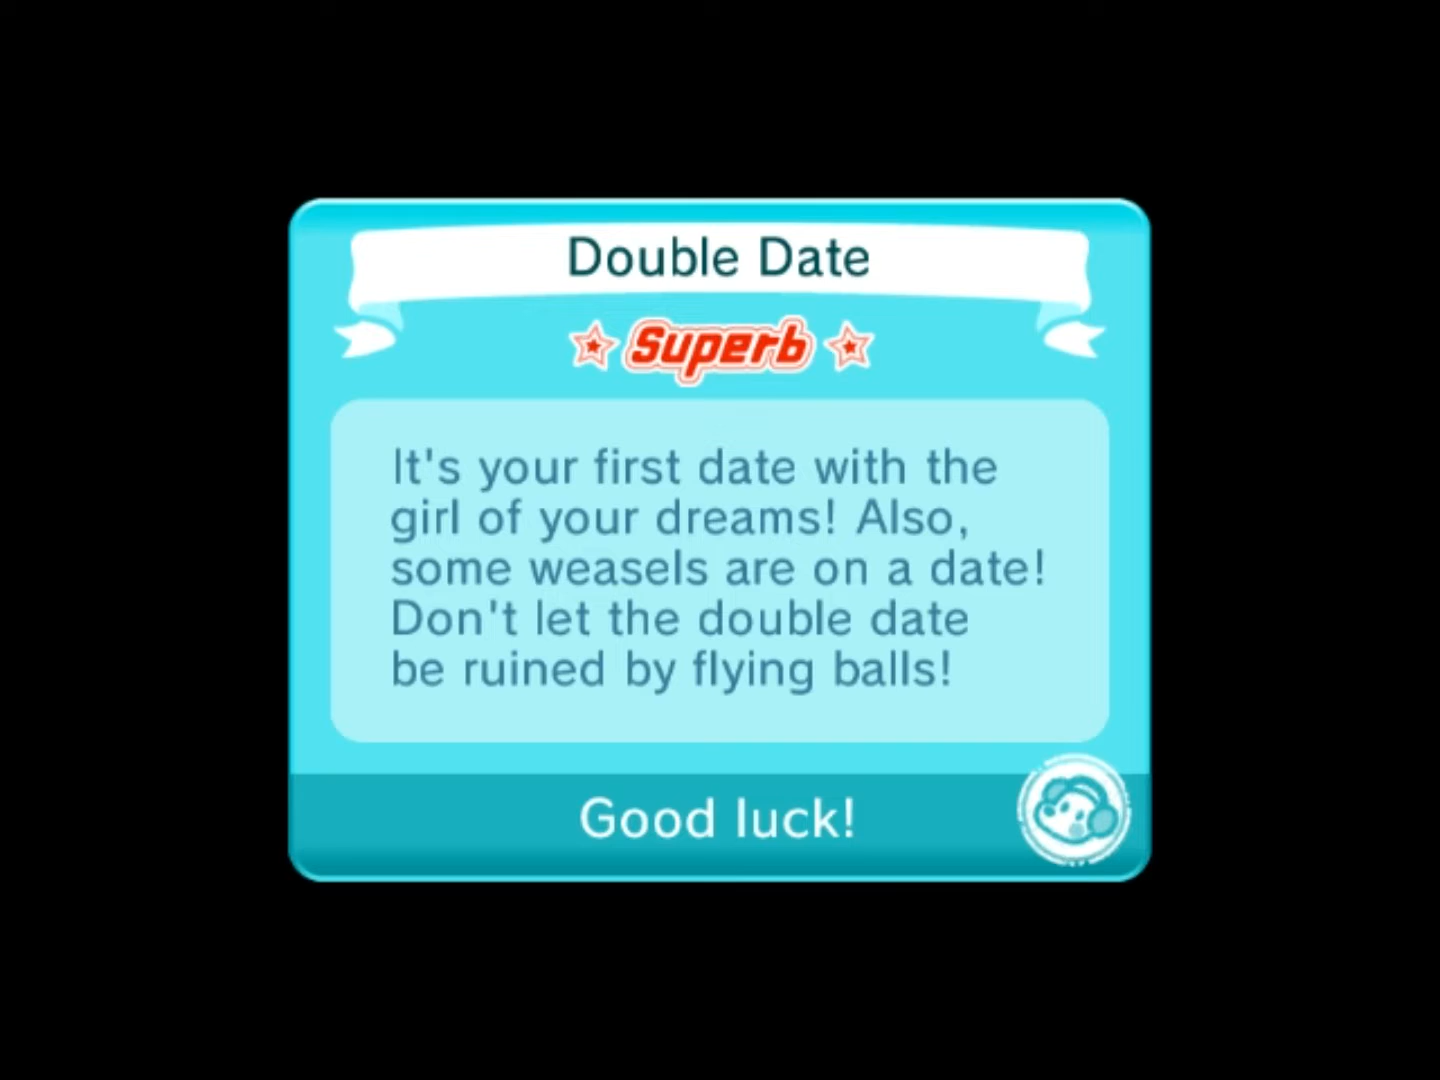 Double Date
Superb
It's your first date with the
girl of your dreams! Also,
some weasels are on a date!
Don't let the double date
be ruined by flying balls!
Good luck!